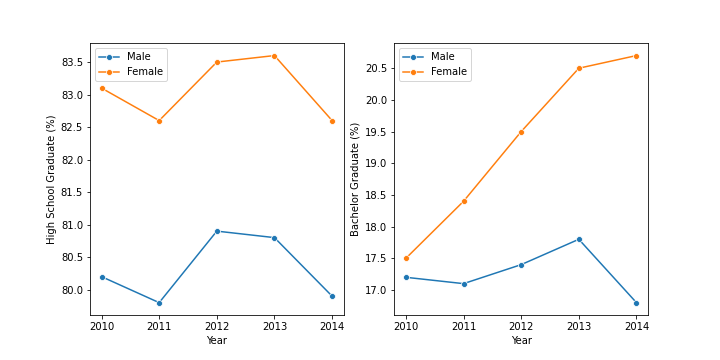 Male
Female
83.5
83.0
82.5
82.0
81.5
81.0
80.5
80.0
High School Graduate (%)
2010 2011 2012 2013 2014
Year
Male
Female
20.5
20.0
19.5
19.0
18.5
18.0
17.5
17.0
Bachelor Graduate (%)
2010 2011 2012 2013 2014
Year